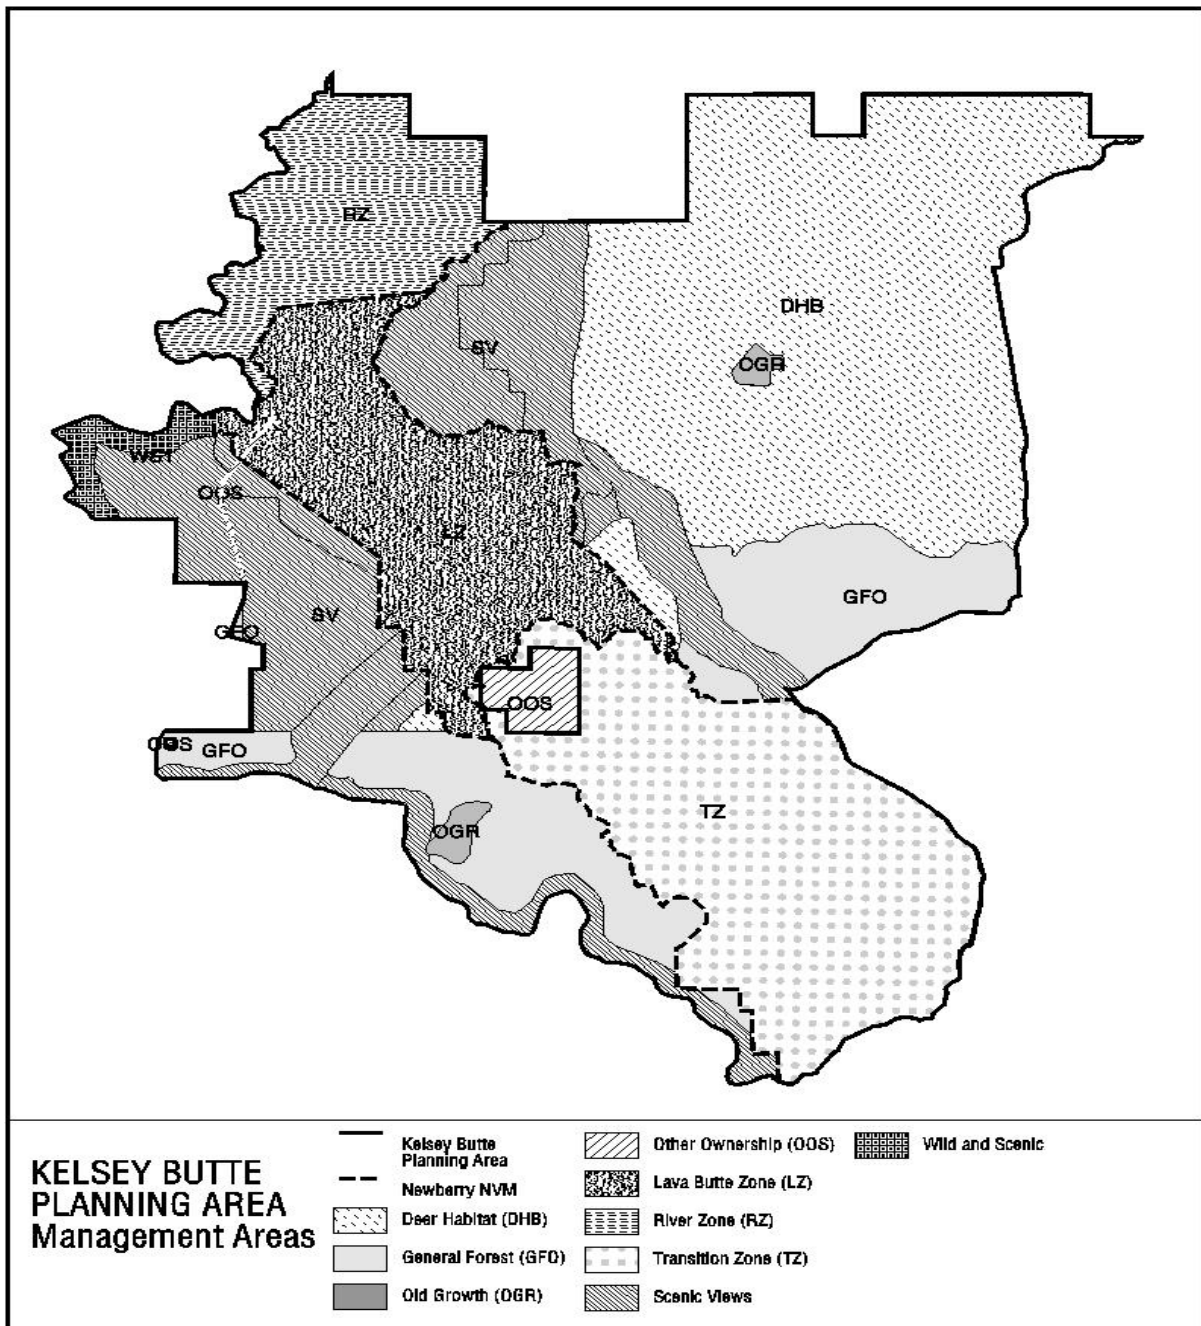 RZ
DHB
SV
OGR
WST
OOS
LZ
GFO
SV
GFO
OOS
OOS
GFO
TZ
OGR
KELSEY BUTTE
PLANNING AREA
Management Areas
Kelsey Butte
Planning Area
Newberry NVM
Deer Habitat (DHB)
General Forest (GFO)
Old Growth (OGR)
Other Ownership (OOS)
Lava Butte Zone (LZ)
River Zone (RZ)
Transition Zone (TZ)
Scenic Views
Wild and Scenic